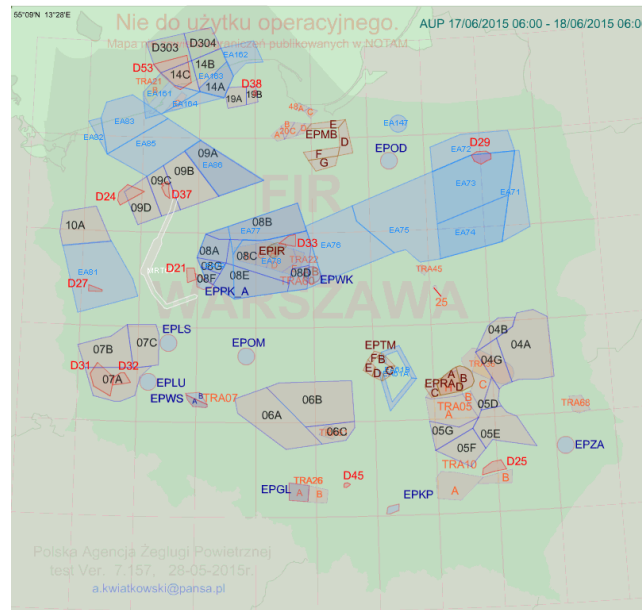 55°09'N 13°28'E
Nie do użytku operacyjnego.
AUP 17/06/2015 06:00 - 18/06/2015 06:00
D303
D304
EA162
D53
14B
14C
EA163
TRA21
14A
D38
EA161
EA164
19A
19B
EA83
EPMB
E
D
F
G
EA147
EPOD
EA82
EA85
09A
EA86
09B
09C
D29
EA72
EA73
EA71
EA74
D24
D37
09D
FIR
10A
08B
EA77
EA75
08A
08C
EPIR
D33
EA76
EA78
TRA22
08G
08D
B
EPWK
TRA45
EA81
D27
D21
08F
08E
EPPK
A
25
WARSZAWA
EPLS
07B
07C
EPOM
EPTM
F
B
E
C
D
04B
04A
04G
D31
D32
07A
EPLU
EPWS
A
B
TRA07
EPRA
A
B
D
C
C
B
TRA05
A
05D
TRA68
06B
06A
06C
05G
05E
05F
EPZA
TRA10
D25
A
B
TRA26
EPGL
A
B
D45
EPKP
Polska Agencja Żeglugi Powietrznej
test Ver. 7.157, 28-05-2015r.
a.kwiatkowski@pansa.pl